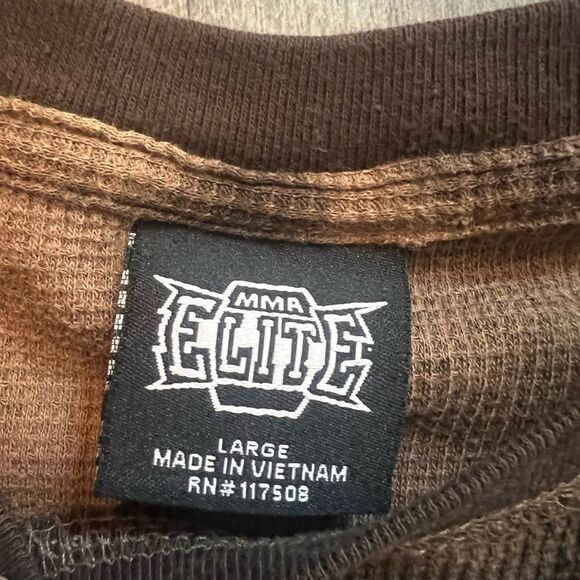 MMA
ELITE
LARGE
MADE IN VIETNAM
RN#117508